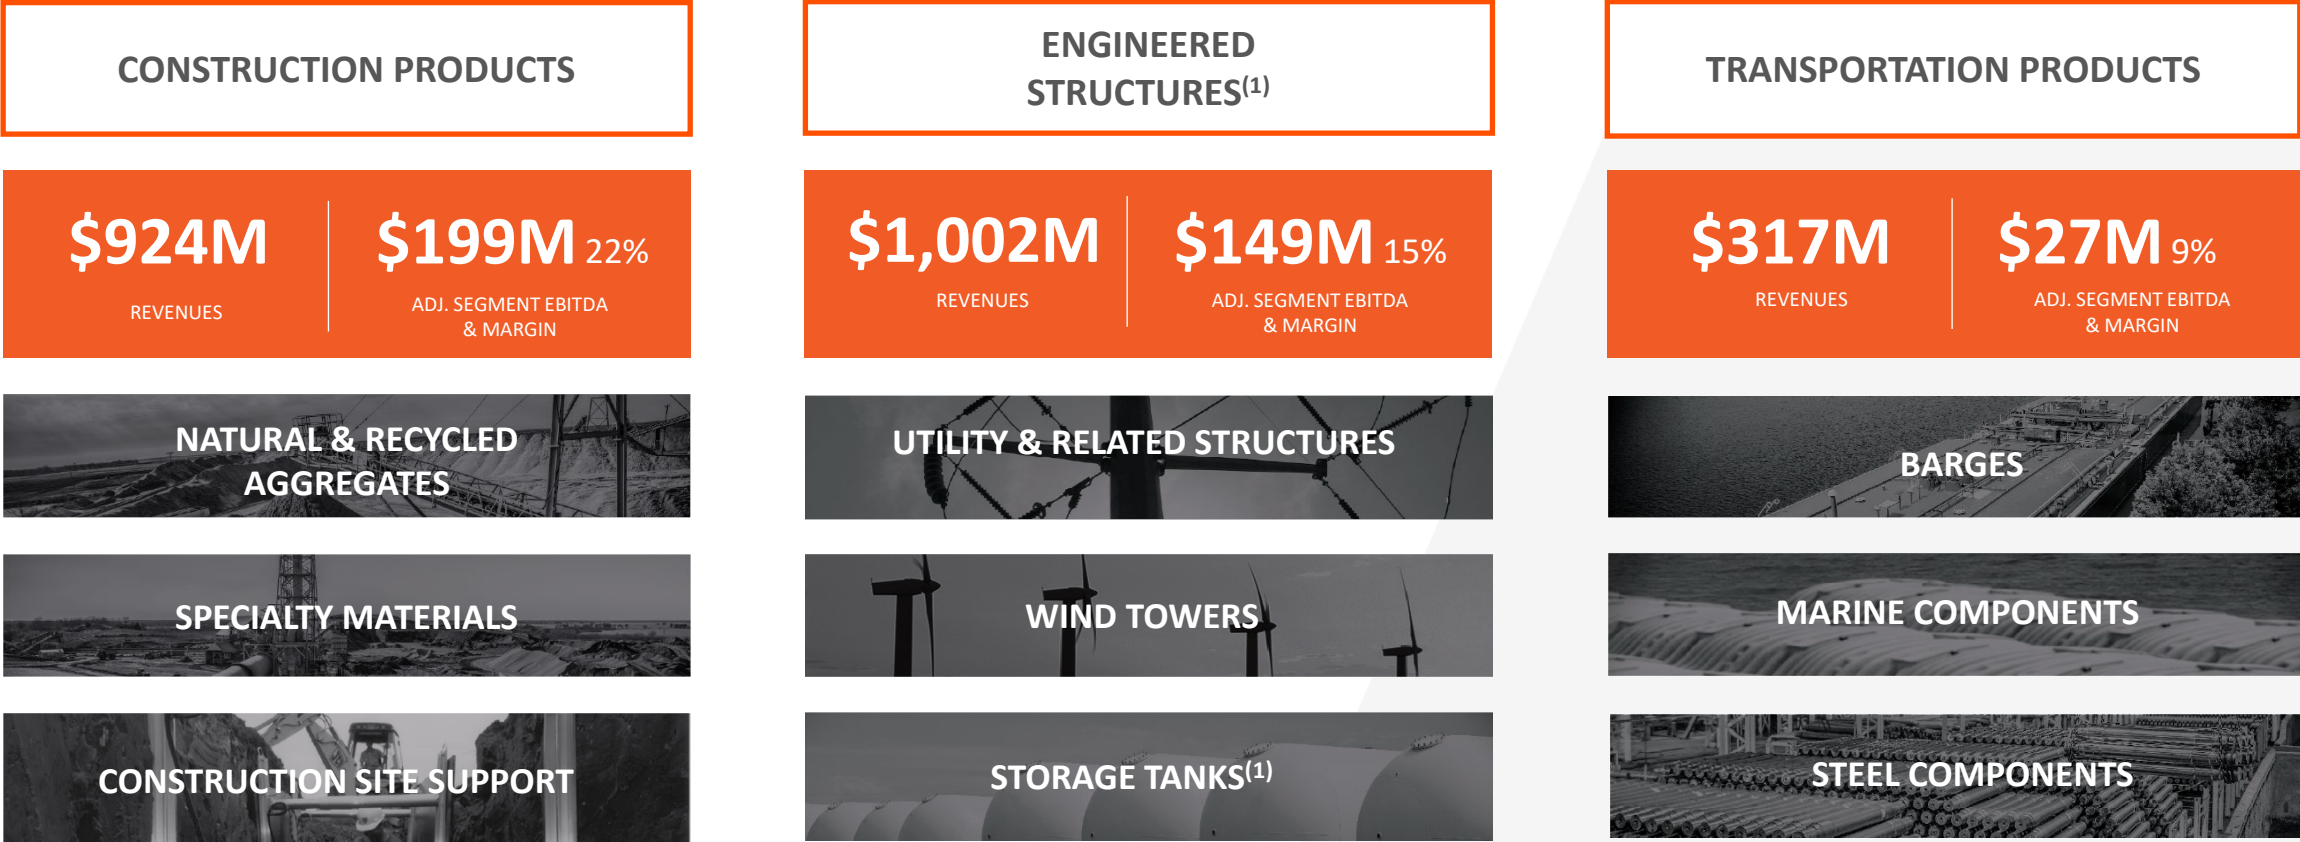 CONSTRUCTION PRODUCTS
$924M
REVENUES
$199M 22%
ADJ. SEGMENT EBITDA
& MARGIN
NATURAL & RECYCLED
AGGREGATES
SPECIALTY MATERIALS
CONSTRUCTION SITE SUPPORT
ENGINEERED
STRUCTURES(1)
$1,002M
REVENUES
$149M 15%
ADJ. SEGMENT EBITDA
& MARGIN
UTILITY & RELATED STRUCTURES
WIND TOWERS
STORAGE TANKS(1)
TRANSPORTATION PRODUCTS
$317M
REVENUES
$27M 9%
ADJ. SEGMENT EBITDA
& MARGIN
BARGES
MARINE COMPONENTS
STEEL COMPONENTS